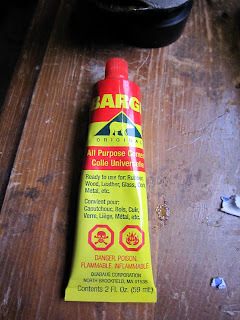 BARGE
ORIGINAL
All Purpose Cement
Colle Universelle
Ready to use for: Rubber,
Wood, Leather, Glass, Cork,
Metal, etc.
Convient pour:
Caoutchouc, Bois, Cuir,
Verre, Liège, Métal, etc.
DANGER. POISON.
FLAMMABLE. INFLAMMABLE.
QUABAUG CORPORATION
NORTH BROOKFIELD, MA 01535
Contents 2 Fl. Oz. (59 ml)